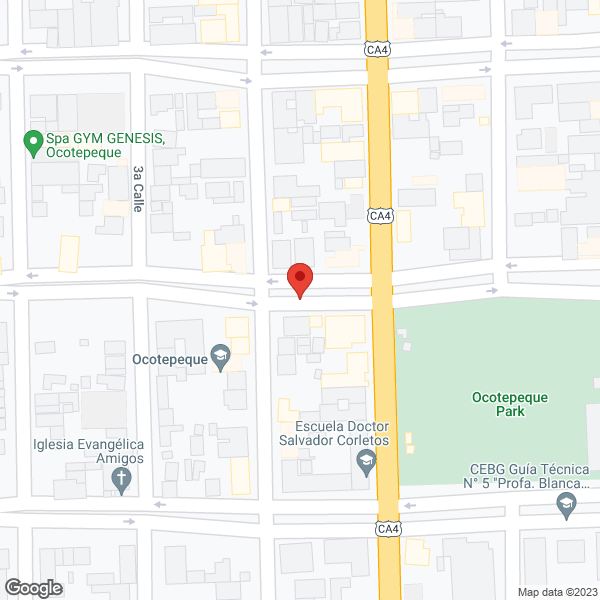 CA4
Spa GYM GENESIS,
Ocotepeque
3a Calle
CA4
Ocotepeque
Ocotepeque
Park
Escuela Doctor
Salvador Corletos
Iglesia Evangélica
Amigos
CEBG Guía Técnica
N° 5 "Profa. Blanca...
CA4
Google
Map data ©2023